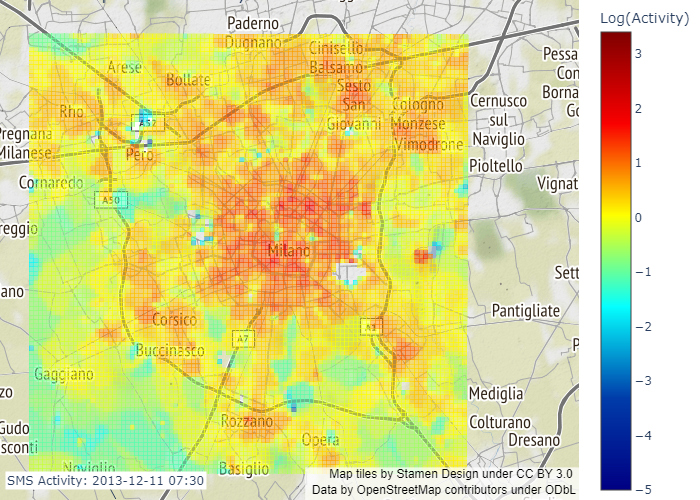 Paderno
Dugnano
Cinisello
Balsamo
Arese
Bollate
Sesto
San
Giovanni
Rho
A52
Cologno
Monzese
Vimodrone
Cernusco
sul
Naviglio
Pessa
Con
Borna
Go
Pregnana
Milanese
Pero
Pioltello
Cornaredo
A50
Vignat
reggio
Milano
Sett
ano
Pantigliate
Corsico
A7
A3
Buccinasco
P
Gaggiano
zo
Mediglia
Rozzano
Colturano
Gudo
sconti
Opera
Dresano
Noviglio
Basiglio
SMS Activity: 2013-12-11 07:30
Map tiles by Stamen Design under CC BY 3.0
Data by OpenStreetMap contributors under ODbL
Log(Activity)
3
2
1
0
−1
−2
−3
−4
−5